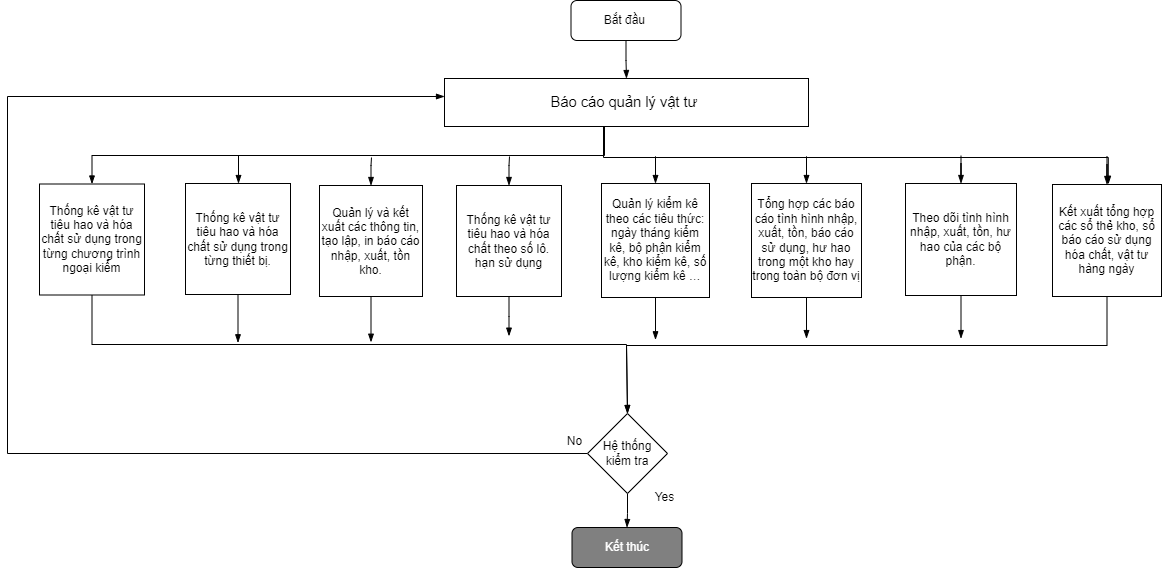 Bắt đầu
Báo cáo quản lý vật tư
Thống kê vật tư
tiêu hao và hóa
chất sử dụng trong
từng chương trình
ngoại kiểm
Thống kê vật tư
tiêu hao và hóa
chất sử dụng trong
từng thiết bị.
Quản lý và kết
xuất các thông tin,
tạo lập, in báo cáo
nhập, xuất, tồn
kho.
Thống kê vật tư
tiêu hao và hóa
chất theo số lô.
hạn sử dụng
Quản lý kiểm kê
theo các tiêu thức:
ngày tháng kiểm
kê, bộ phận kiểm
kê, kho kiểm kê, số
lượng kiểm kê ...
Tổng hợp các báo
cáo tình hình nhập,
xuất, tồn, báo cáo
sử dụng, hư hao
trong một kho hay
trong toàn bộ đơn vị
Theo dõi tình hình
nhập, xuất, tồn, hư
hao của các bộ
phận.
Kết xuất tổng hợp
các số thẻ kho, số
báo cáo sử dụng
hóa chất, vật tư
hàng ngày
No
Hệ thống
kiểm tra
Yes
Kết thúc